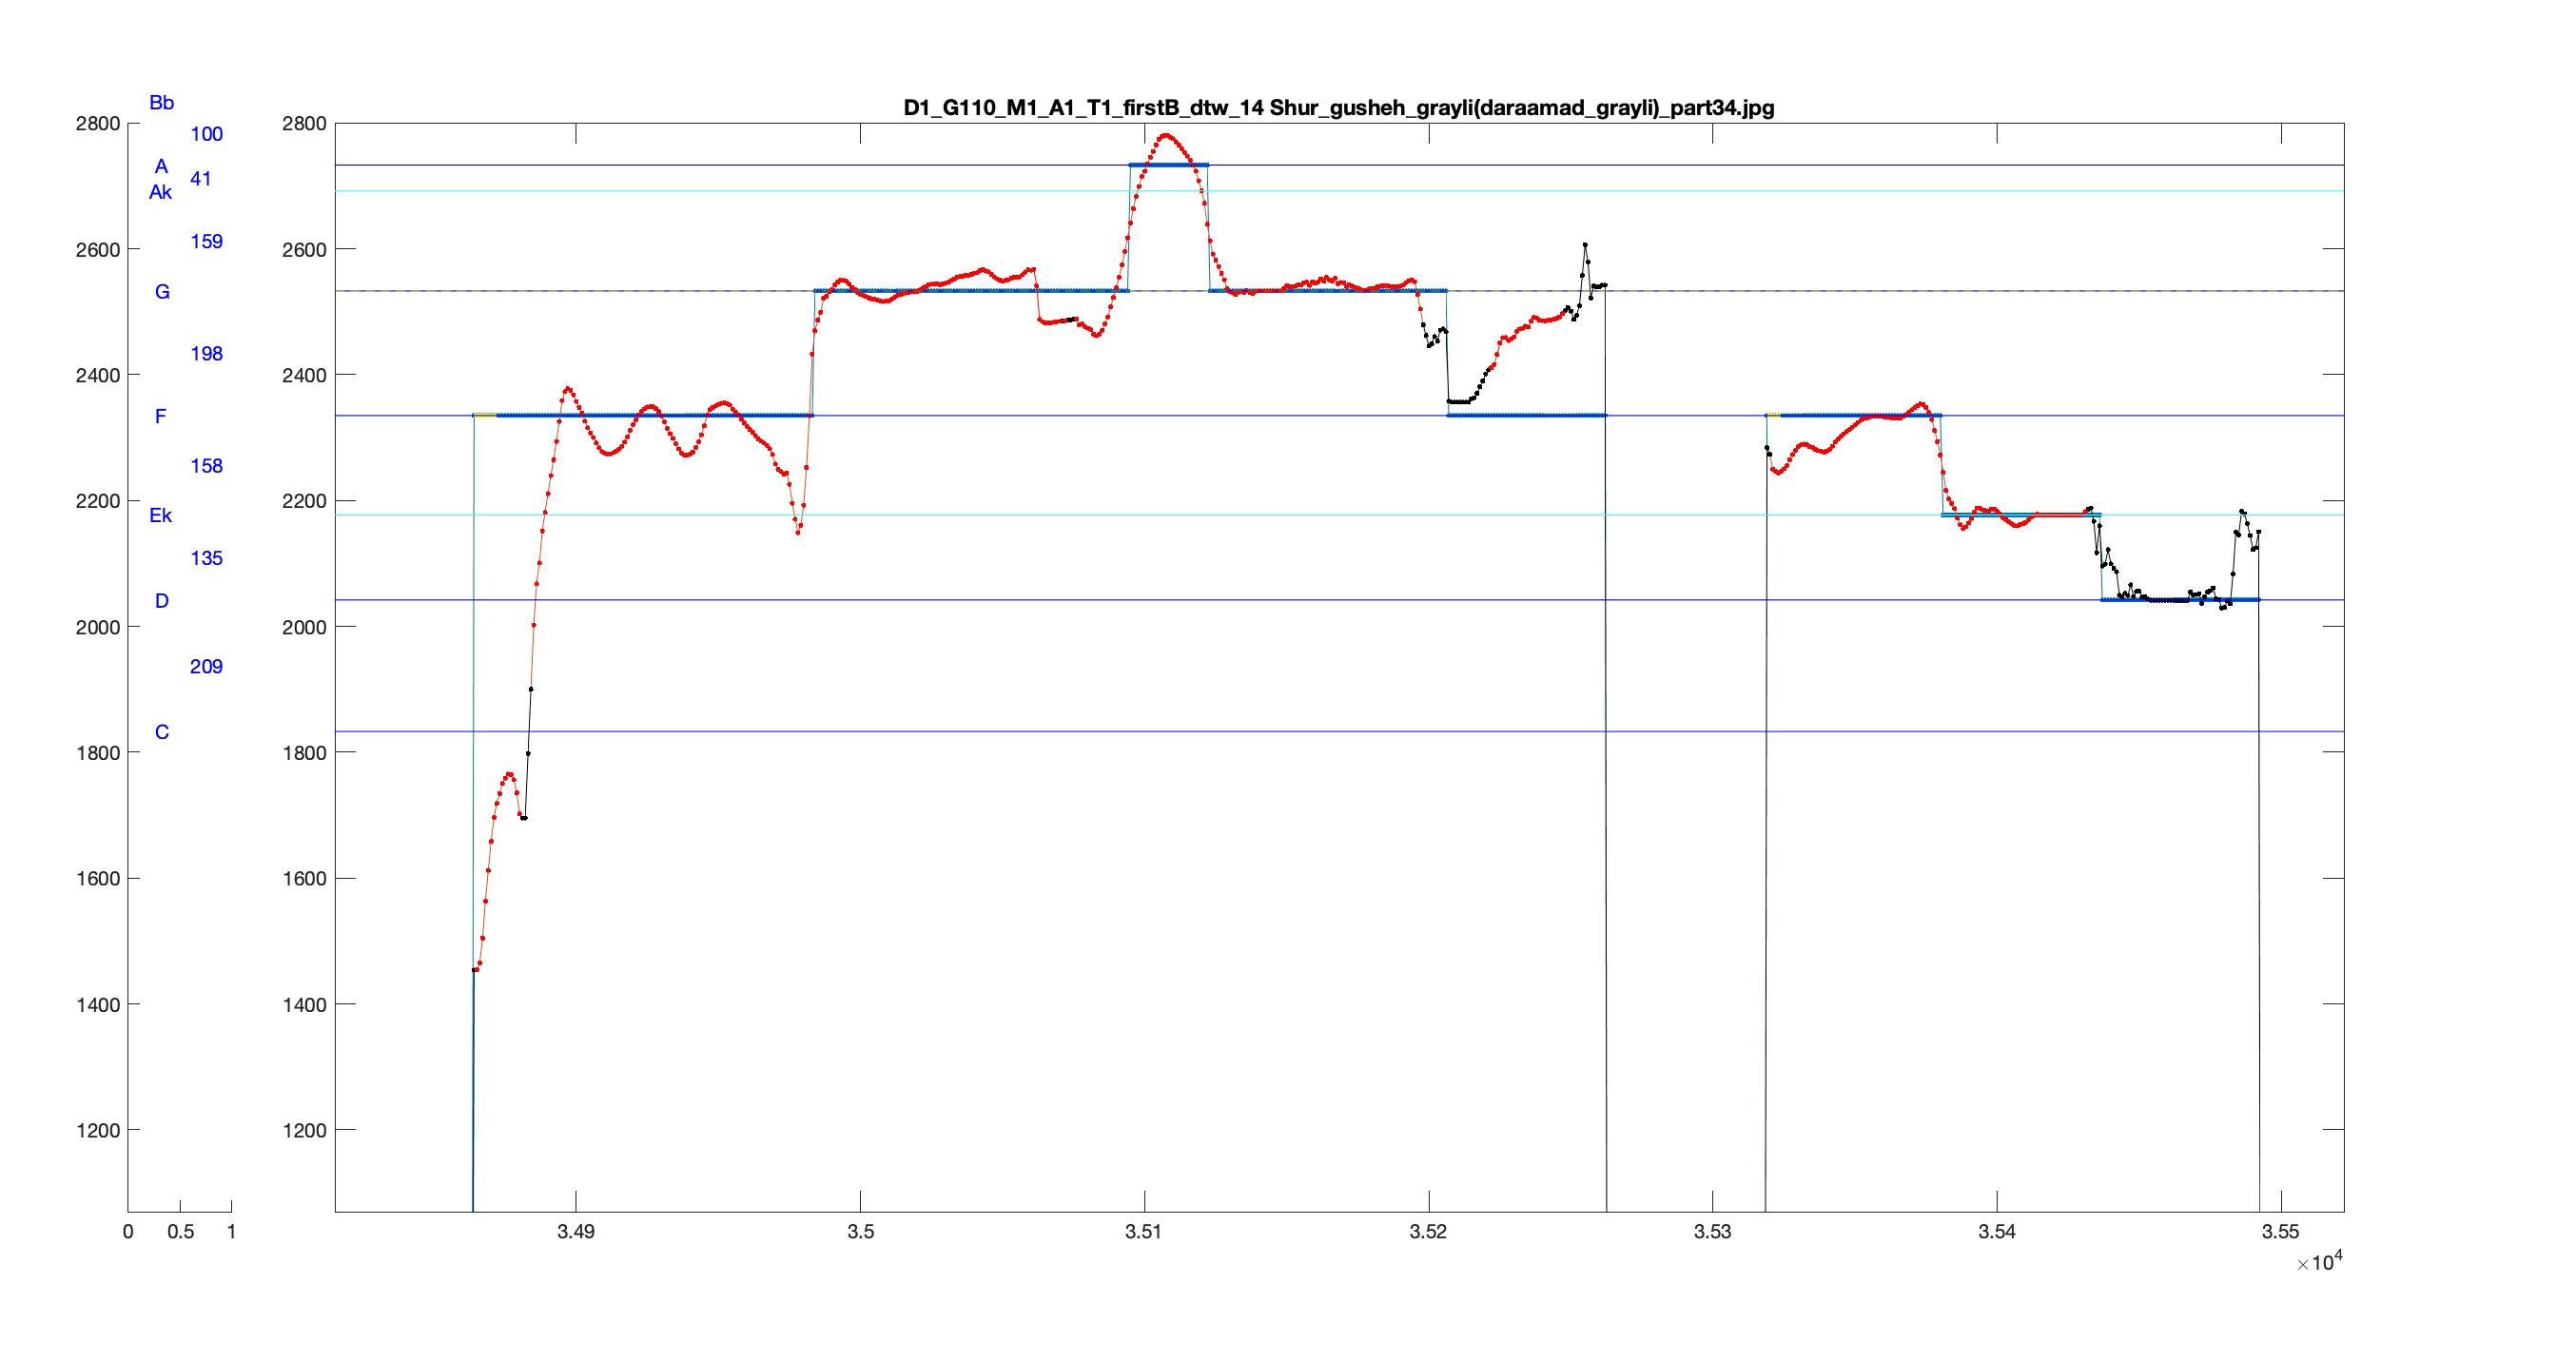 D1_G110_M1_A1_T1_firstB_dtw_14 Shur_gusheh_grayli(daraamad_grayli)_part34.jpg
Bb
2800 100 2800
A
41
Ak
159
2600 2600
G
198
2400 2400
F
158
2200 2200
Ek
135
D
2000 2000
209
C
1800 1800
1600 1600
1400 1400
1200 1200
0 0.5 1 3.49 3.5 3.51 3.52 3.53 3.54 3.55
×10⁴